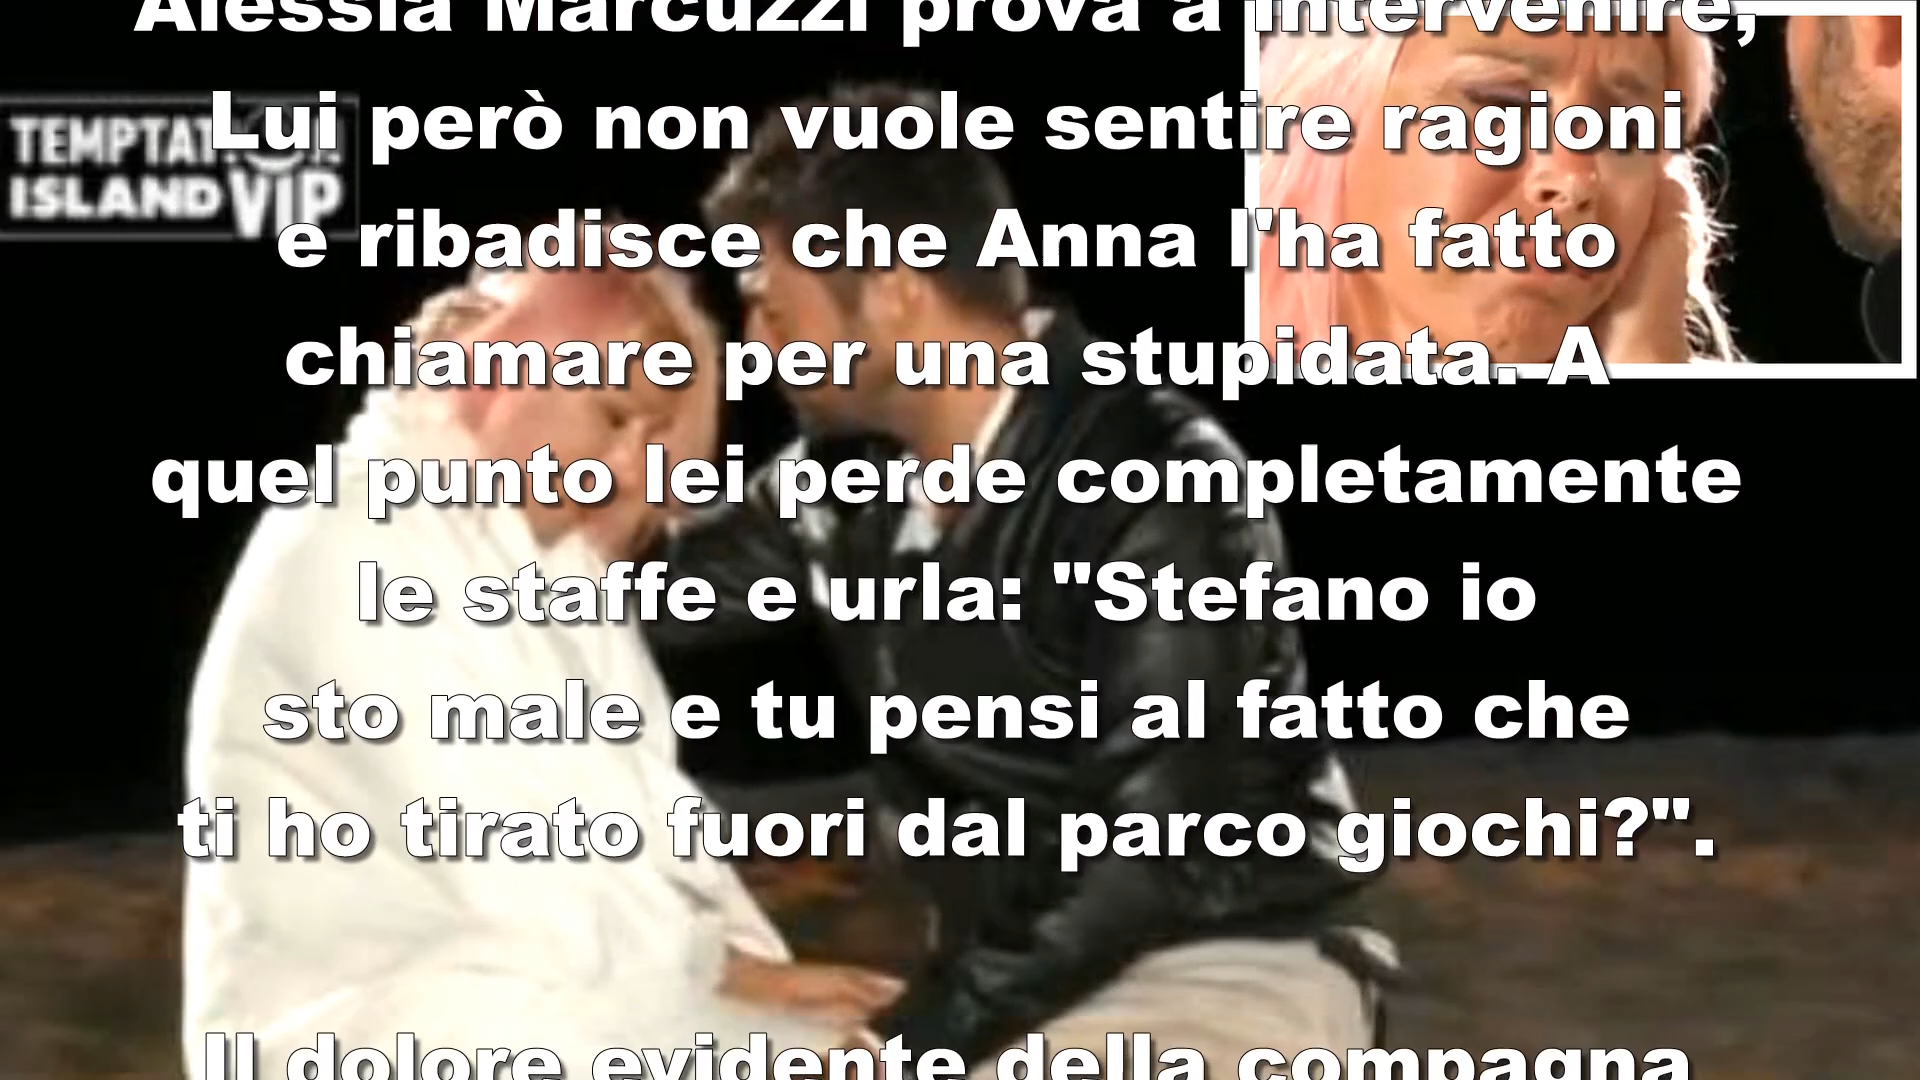 Alessia Marcuzzi prova a intervenire,
Lui però non vuole sentire ragioni
e ribadisce che Anna l'ha fatto
chiamare per una stupidata. A
quel punto lei perde completamente
le staffe e urla: "Stefano io
sto male e tu pensi al fatto che
ti ho tirato fuori dal parco giochi?".
Il dolore evidente della compagna
TEMPTATION
ISLAND VIP